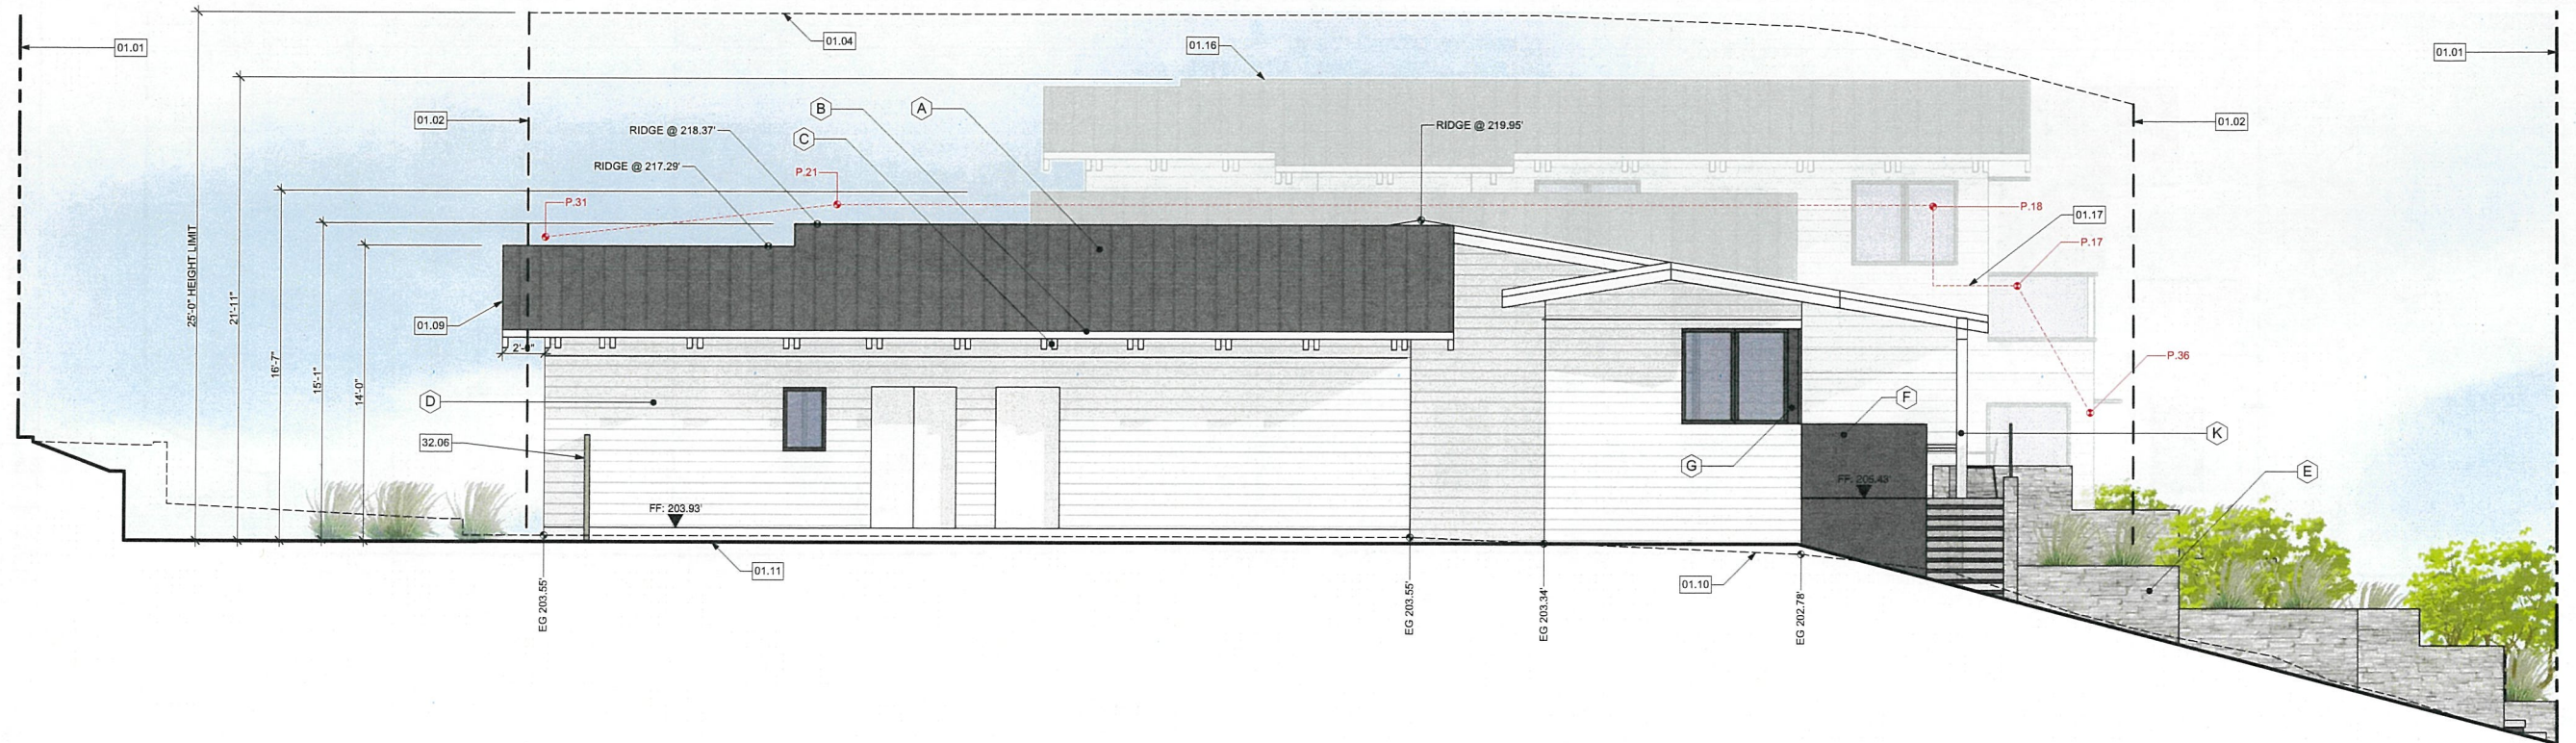 01.01
01.04
01.16
01.01
01.02
RIDGE @ 218.37'
B
A
C
RIDGE @ 219.95'
01.02
RIDGE @ 217.29'
P.21
P.31
P.18
01.17
P.17
25'-0" HEIGHT LIMIT
21'-11"
16'-7"
15'-1"
14'-0"
01.09
2'-0"
P.36
D
F
32.06
K
G
E
FF: 203.93'
FF: 205.43'
01.11
01.10
EG 203.55'
EG 203.55'
EG 203.34'
EG 202.78'